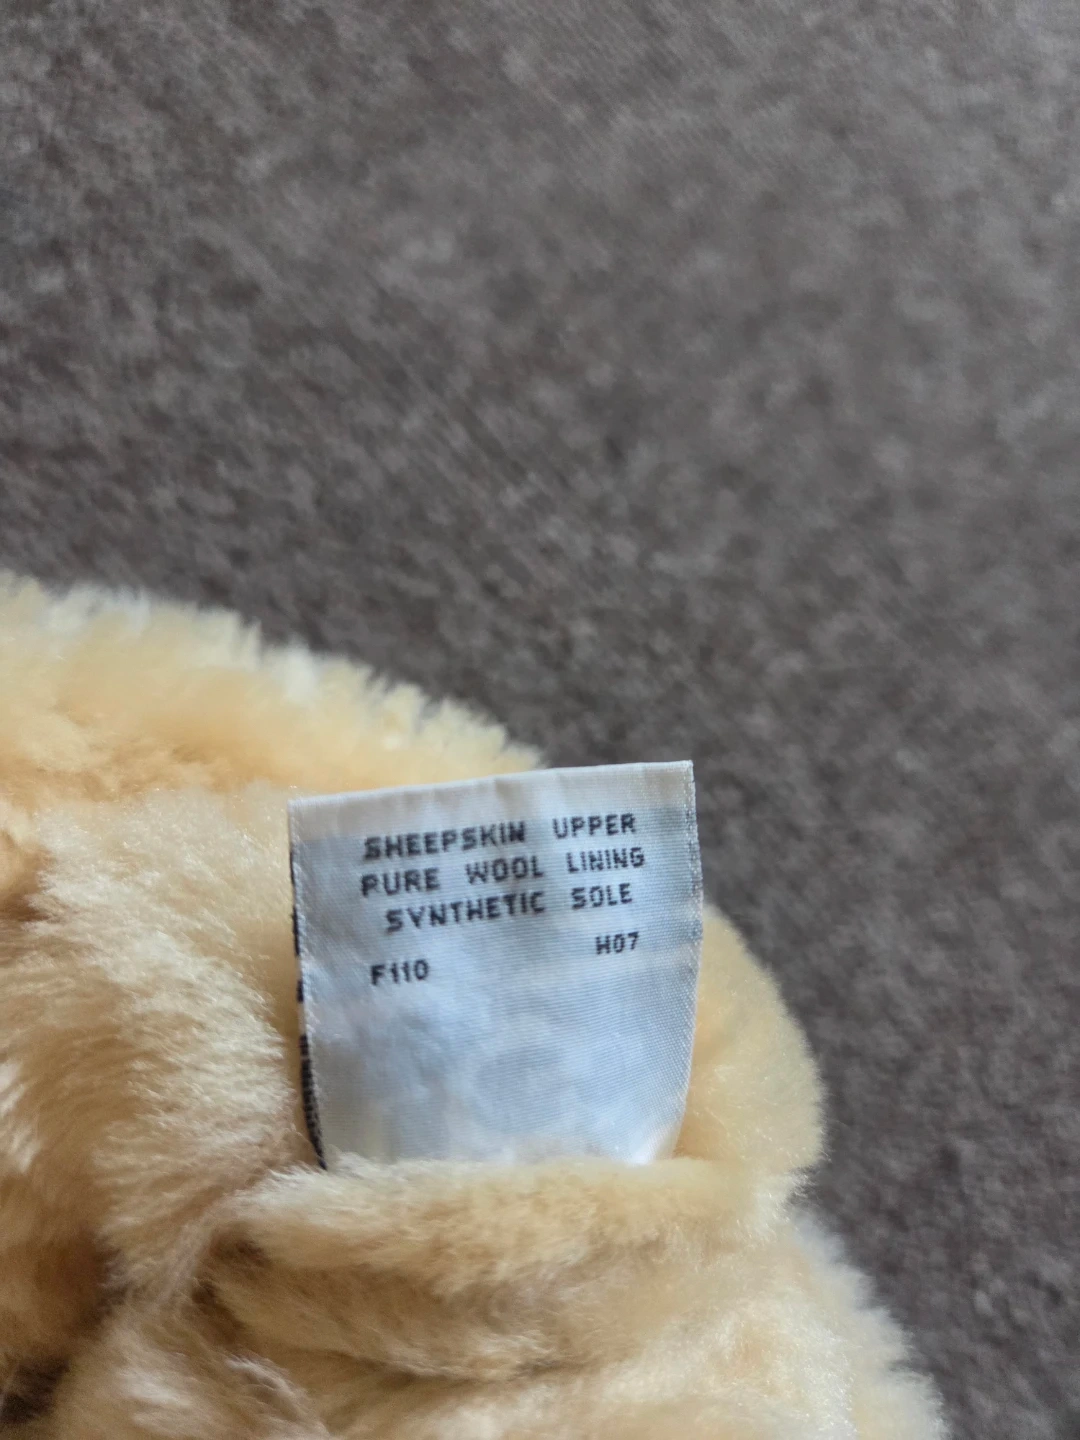 SHEEPSKIN UPPER
PURE WOOL LINING
SYNTHETIC SOLE
H07
F110